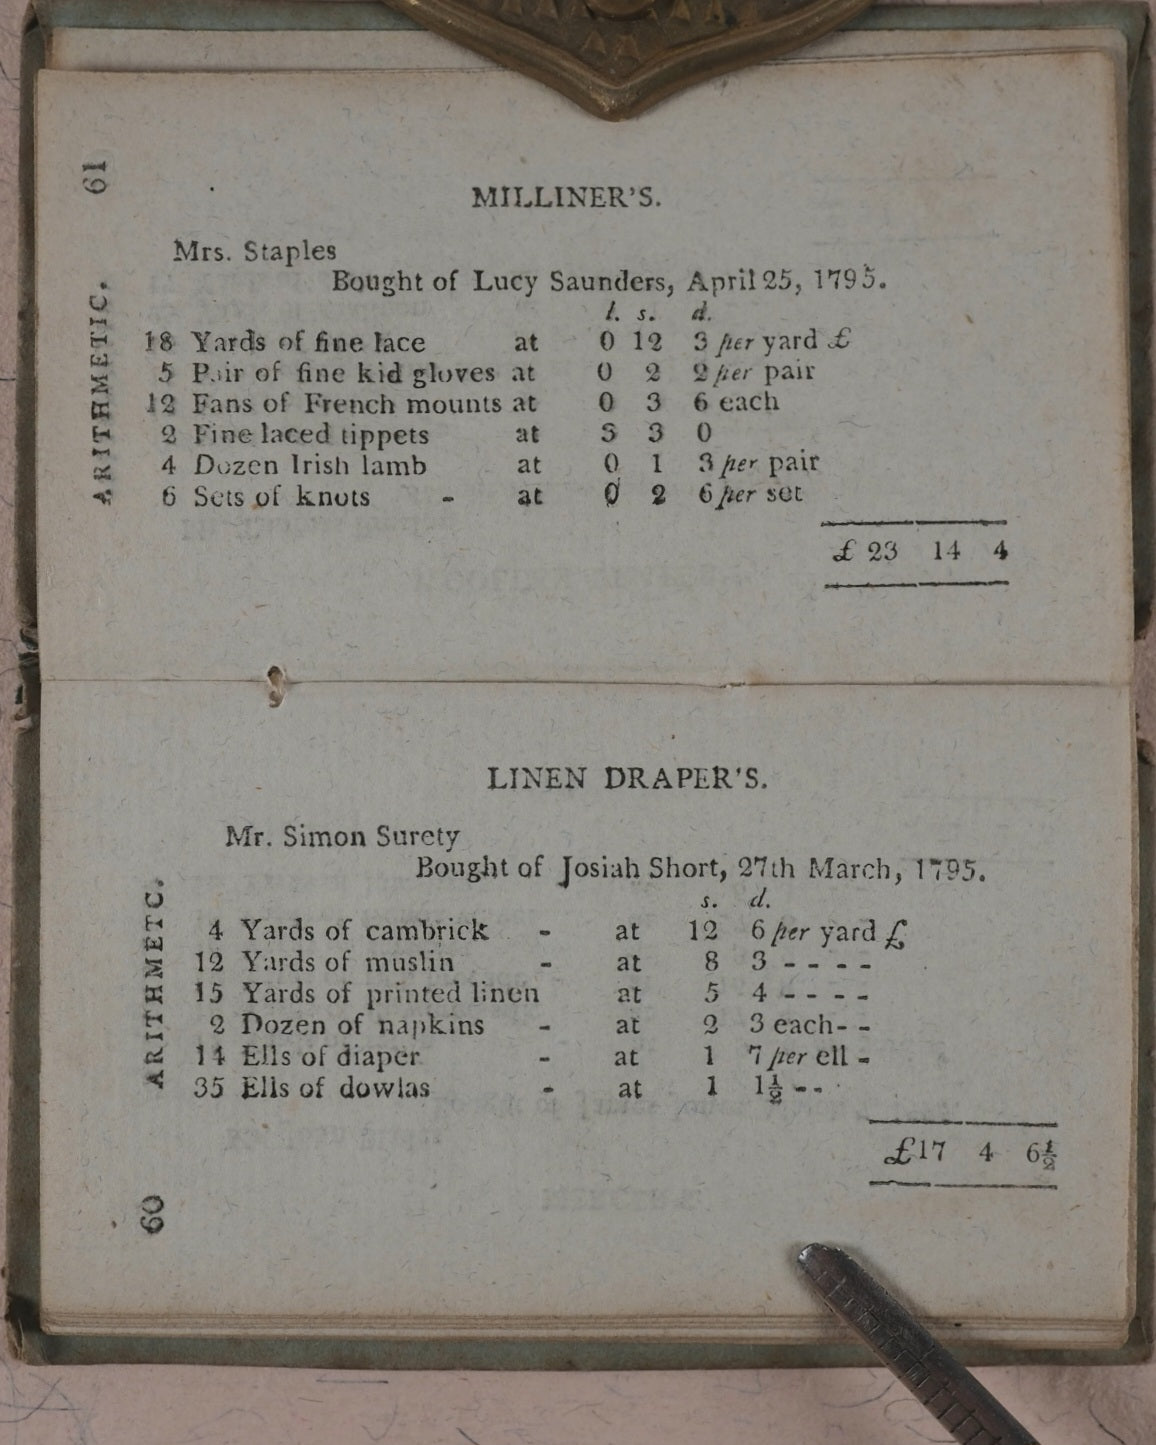 61
ARITHMETIC.
MILLINER'S.
Mrs. Staples
Bought of Lucy Saunders, April 25, 1795.
l. s. d.
18 Yards of fine lace at 0 12 3 per yard £
5 Pair of fine kid gloves at 0 2 2 per pair
12 Fans of French mounts at 0 3 6 each
2 Fine laced tippets at 3 3 0
4 Dozen Irish lamb at 0 1 3 per pair
6 Sets of knots - at 0 2 6 per set
£ 23 14 4
LINEN DRAPER'S.
Mr. Simon Surety
Bought of Josiah Short, 27th March, 1795.
s. d.
4 Yards of cambrick - at 12 6 per yard £
12 Yards of muslin - at 8 3 - - - -
15 Yards of printed linen at 5 4 - - - -
2 Dozen of napkins - at 2 3 each - -
14 Ells of diaper - at 1 7 per ell -
35 Ells of dowlas - at 1 1½ - -
£17 4 6½
ARITHMETC.
60